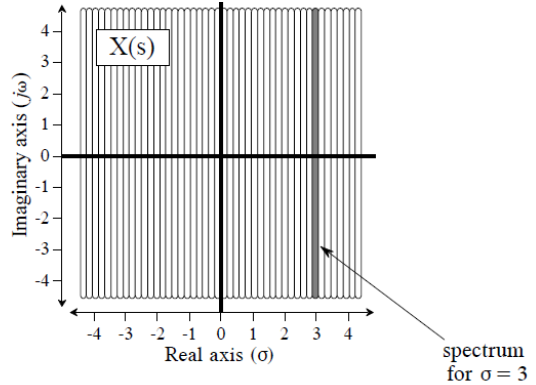 X(s)
Imaginary axis (jω)
4
3
2
1
0
-1
-2
-3
-4
-4 -3 -2 -1 0 1 2 3 4
Real axis (σ)
spectrum
for σ = 3